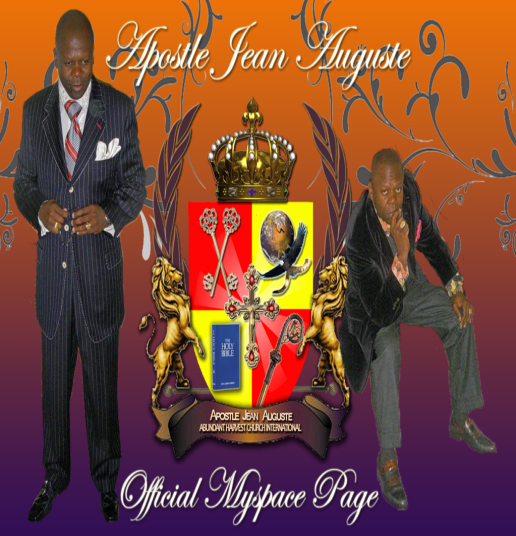 Apostle Jean Auguste
THE
HOLY
BIBLE
APOSTLE JEAN AUGUSTE
ABUNDANT HARVEST CHURCH INTERNATIONAL
Official Myspace Page